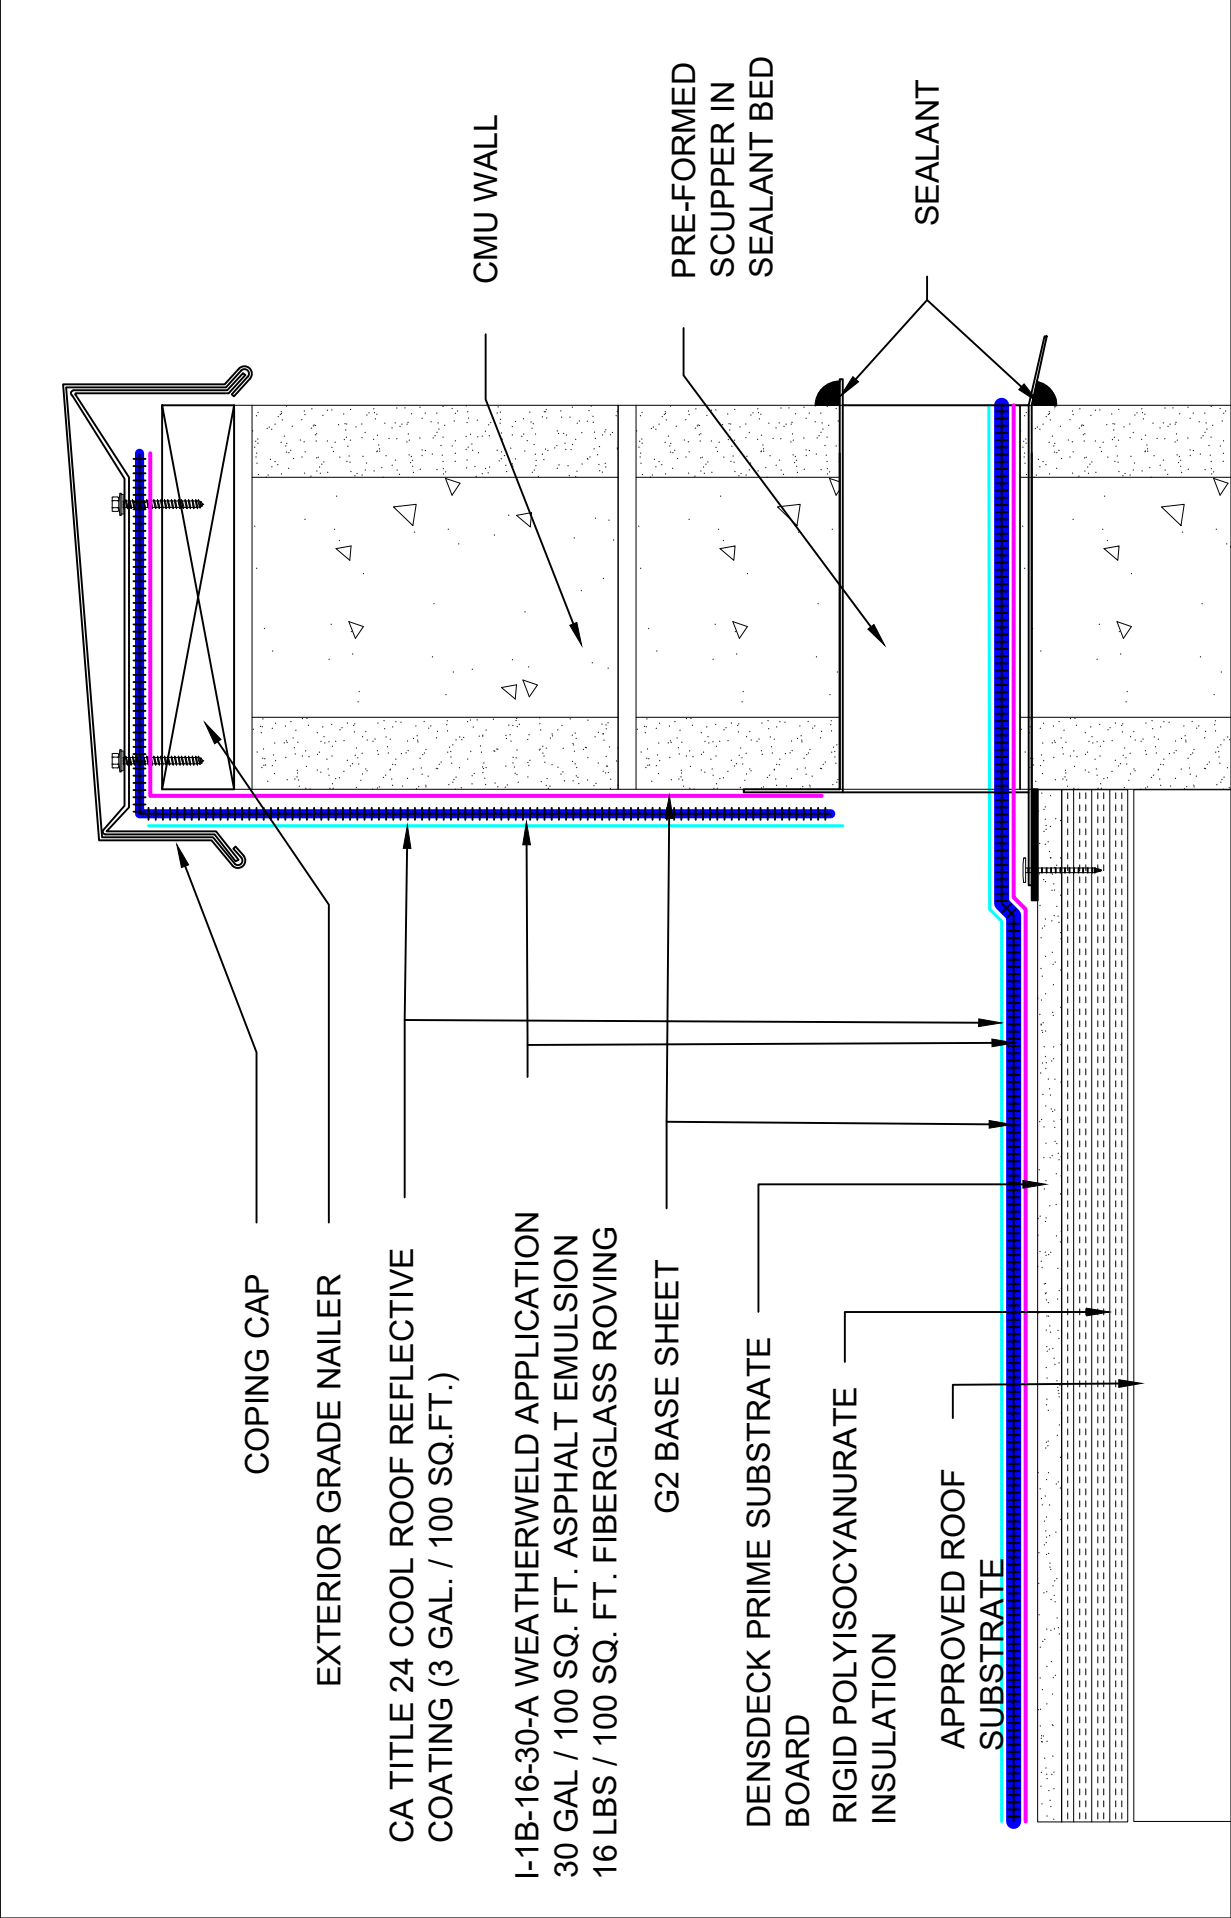 COPING CAP
EXTERIOR GRADE NAILER
CA TITLE 24 COOL ROOF REFLECTIVE
COATING (3 GAL. / 100 SQ.FT.)
I-1B-16-30-A WEATHERWELD APPLICATION
30 GAL / 100 SQ. FT. ASPHALT EMULSION
16 LBS / 100 SQ. FT. FIBERGLASS ROVING
G2 BASE SHEET
DENSDECK PRIME SUBSTRATE
BOARD
RIGID POLYISOCYANURATE
INSULATION
APPROVED ROOF
SUBSTRATE
CMU WALL
PRE-FORMED
SCUPPER IN
SEALANT BED
SEALANT